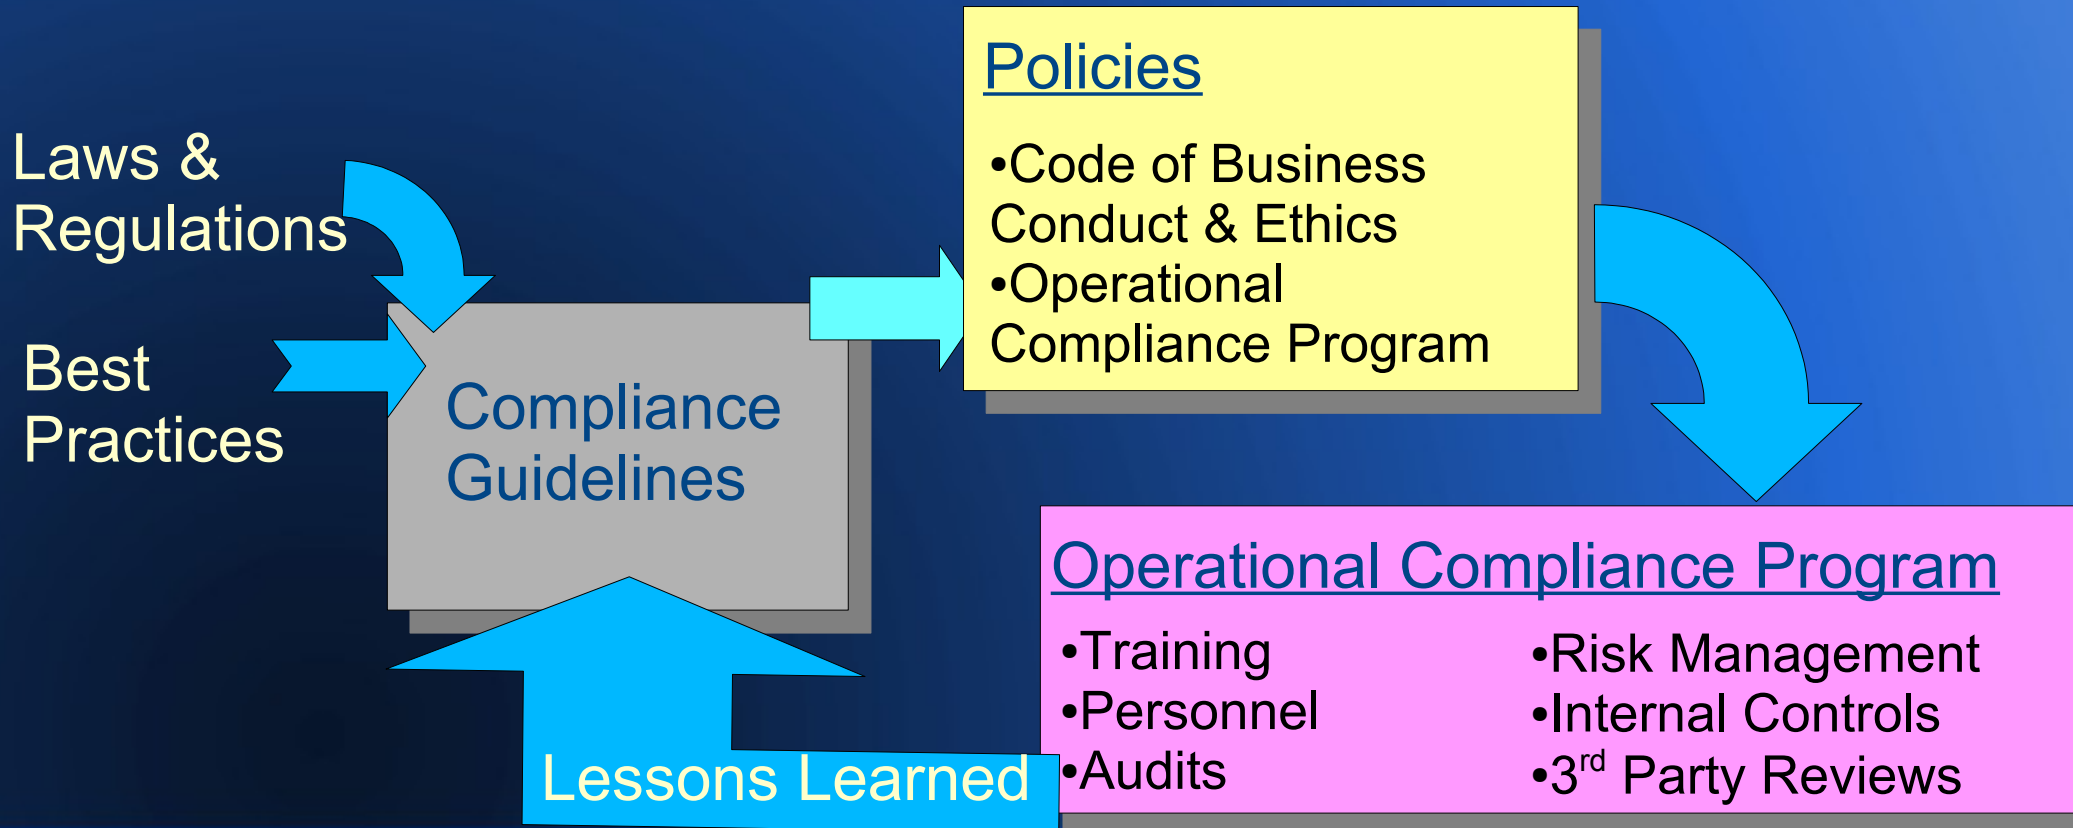 Laws &
Regulations
Best
Practices
Compliance
Guidelines
Policies
•Code of Business
Conduct & Ethics
•Operational
Compliance Program
Operational Compliance Program
•Training
•Personnel
•Audits
•Risk Management
•Internal Controls
•3rd Party Reviews
Lessons Learned